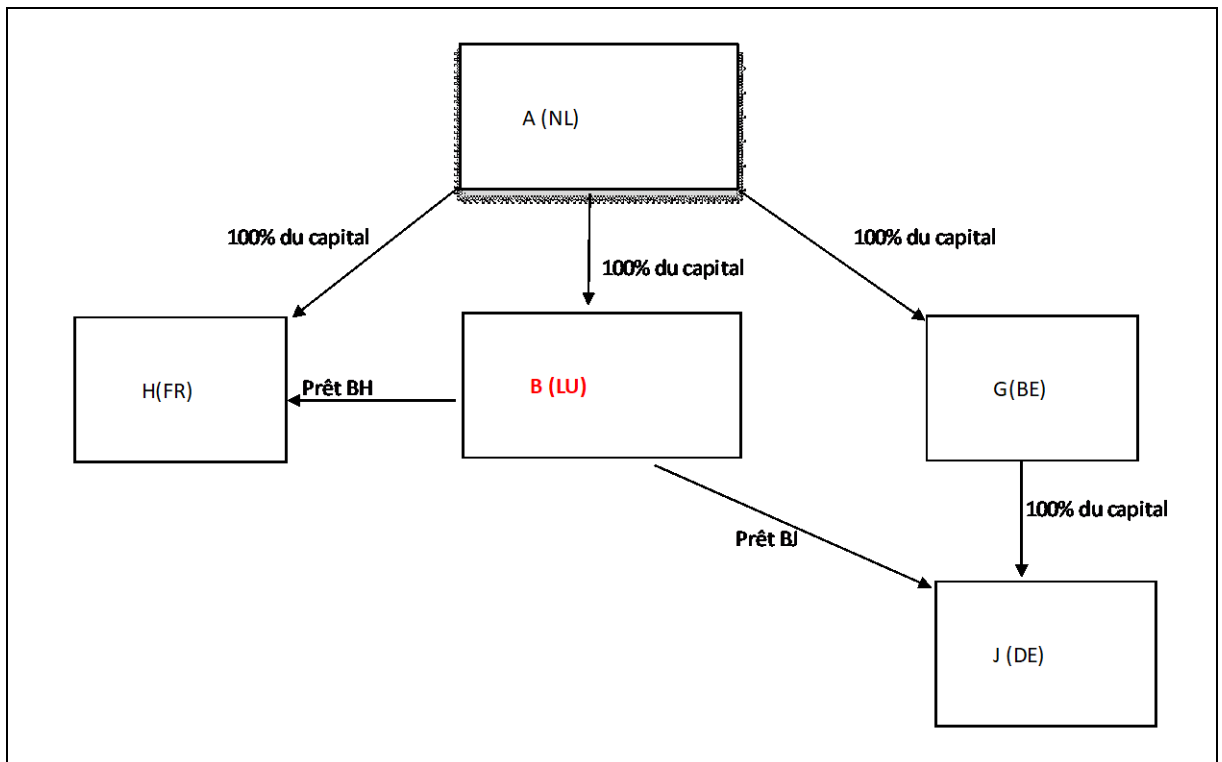 A (NL)
100% du capital
100% du capital
100% du capital
H(FR)
Prêt BH
B (LU)
G(BE)
100% du capital
Prêt BJ
J (DE)